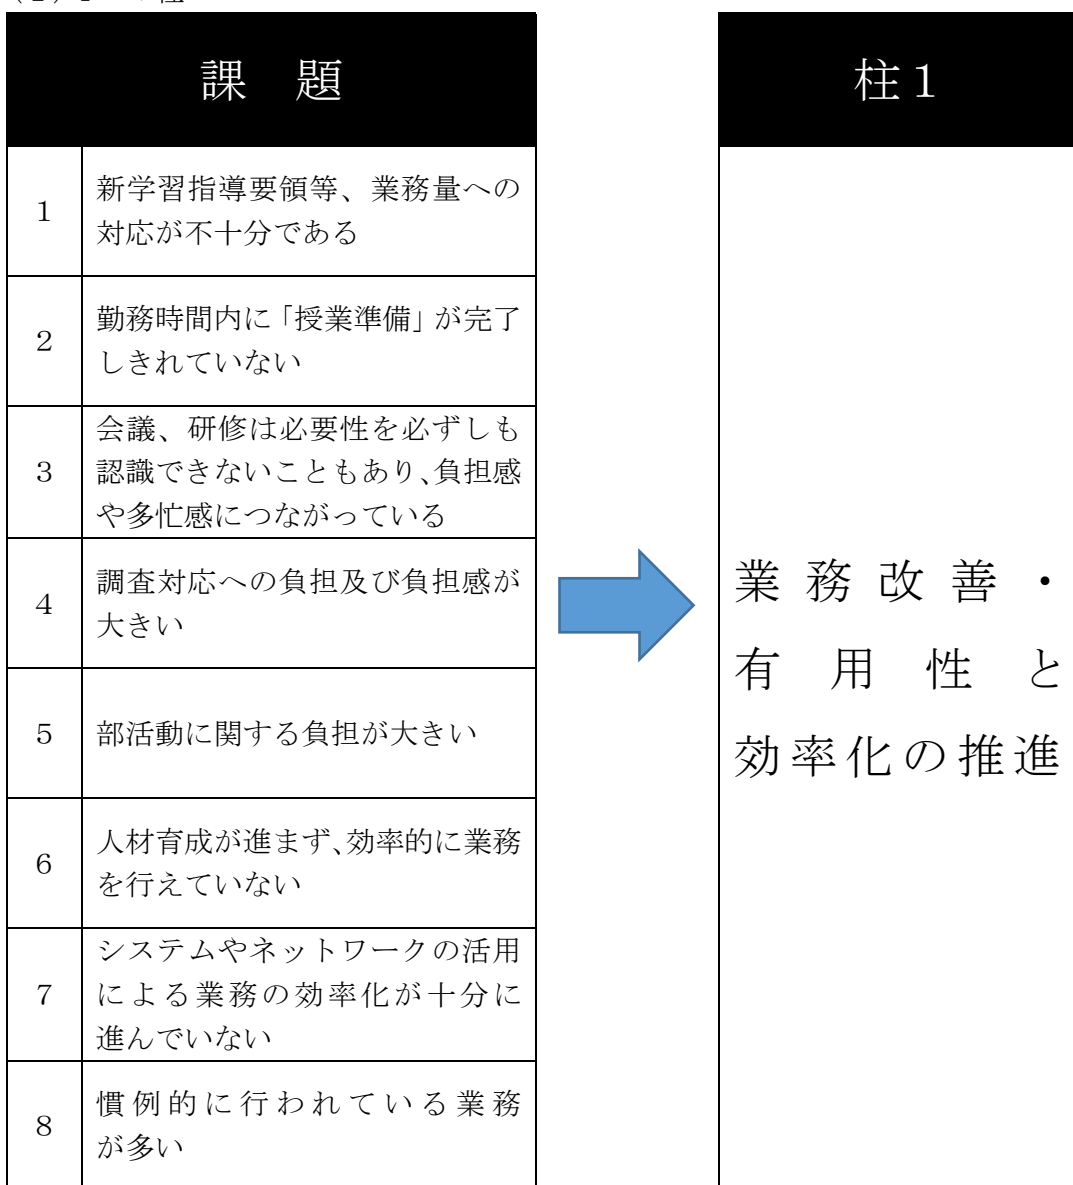 課　題
1
新学習指導要領等、業務量への
対応が不十分である
2
勤務時間内に「授業準備」が完了
しきれていない
3
会議、研修は必要性を必ずしも
認識できないこともあり、負担感
や多忙感につながっている
4
調査対応への負担及び負担感が
大きい
5
部活動に関する負担が大きい
6
人材育成が進まず、効率的に業務
を行えていない
7
システムやネットワークの活用
による業務の効率化が十分に
進んでいない
8
慣例的に行われている業務
が多い
柱１
業務改善・
有用性と
効率化の推進